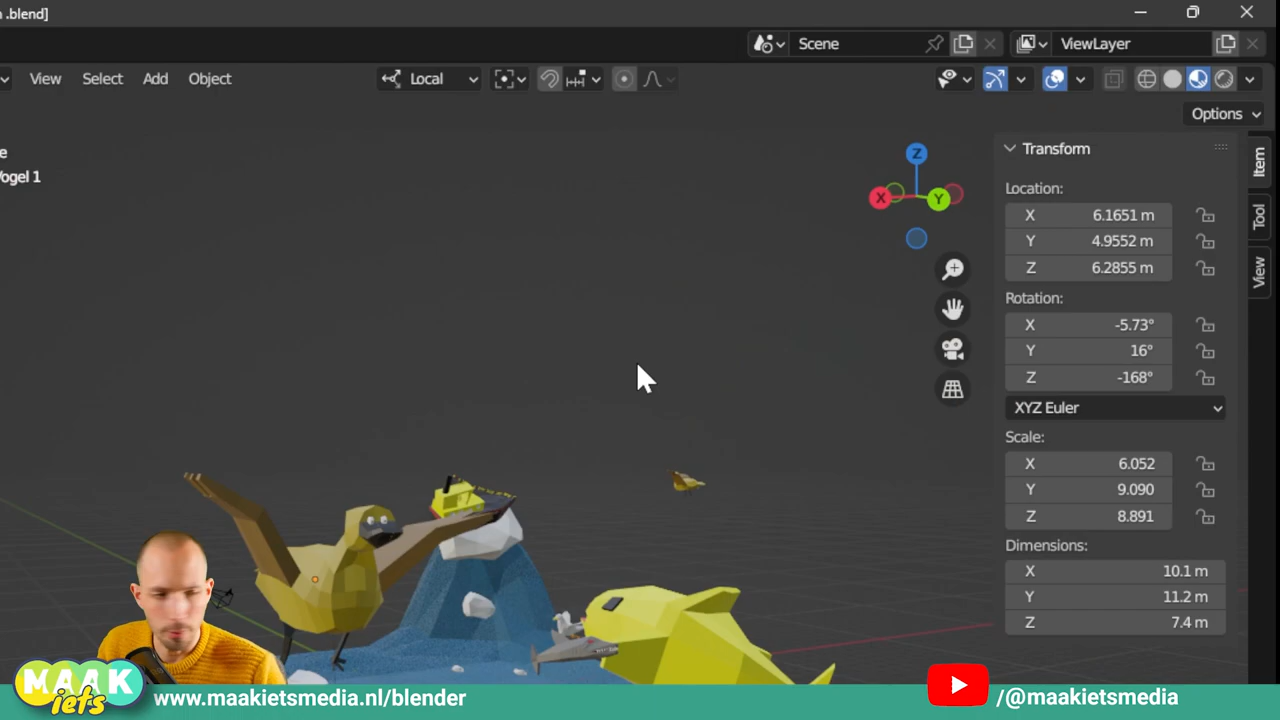 .blend]
Scene
ViewLayer
View Select Add Object
Local
Options
Vogel 1
Transform
Item
Tool
View
Z
X
Y
Location:
X 6.1651 m
Y 4.9552 m
Z 6.2855 m
Rotation:
X -5.73°
Y 16°
Z -168°
XYZ Euler
Scale:
X 6.052
Y 9.090
Z 8.891
Dimensions:
X 10.1 m
Y 11.2 m
Z 7.4 m
MAAK
iets
www.maakietsmedia.nl/blender
/@maakietsmedia